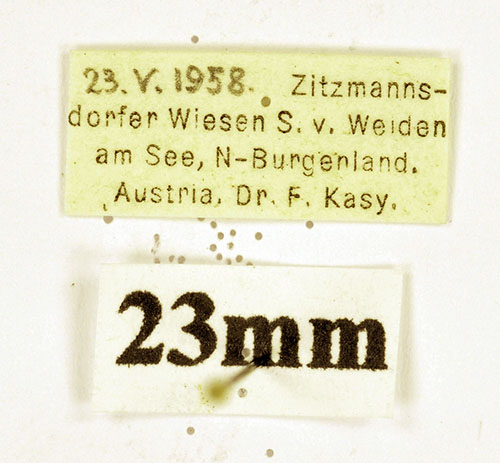 23.V.1958. Zitzmanns-
dorfer Wiesen S. v. Weiden
am See, N-Burgenland.
Austria. Dr. F. Kasy.
23mm